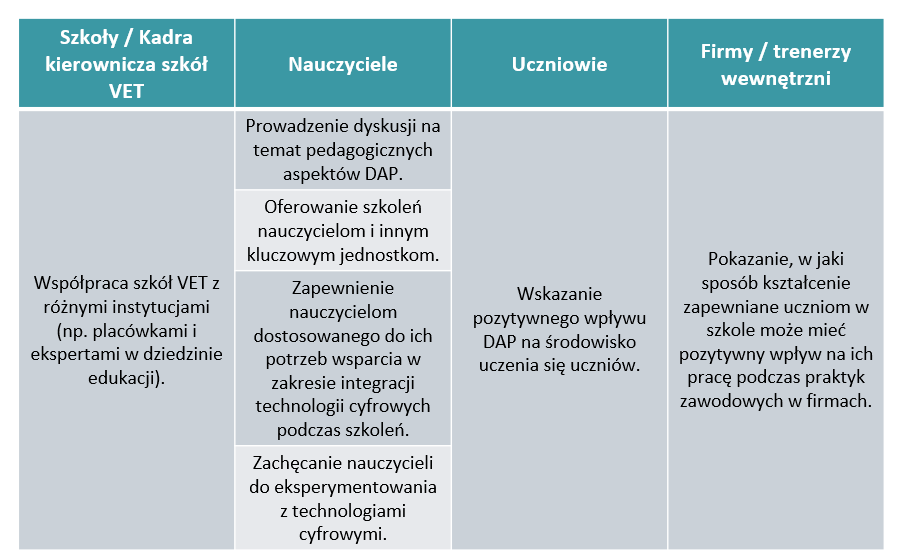 Szkoły / Kadra
kierownicza szkół
VET
Nauczyciele
Uczniowie
Firmy / trenerzy
wewnętrzni
Współpraca szkół VET z
różnymi instytucjami
(np. placówkami i
ekspertami w dziedzinie
edukacji).
Prowadzenie dyskusji na
temat pedagogicznych
aspektów DAP.
Oferowanie szkoleń
nauczycielom i innym
kluczowym jednostkom.
Zapewnienie
nauczycielom
dostosowanego do ich
potrzeb wsparcia w
zakresie integracji
technologii cyfrowych
podczas szkoleń.
Zachęcanie nauczycieli
do eksperymentowania
z technologiami
cyfrowymi.
Wskazanie
pozytywnego wpływu
DAP na środowisko
uczenia się uczniów.
Pokazanie, w jaki
sposób kształcenie
zapewniane uczniom w
szkole może mieć
pozytywny wpływ na ich
pracę podczas praktyk
zawodowych w firmach.